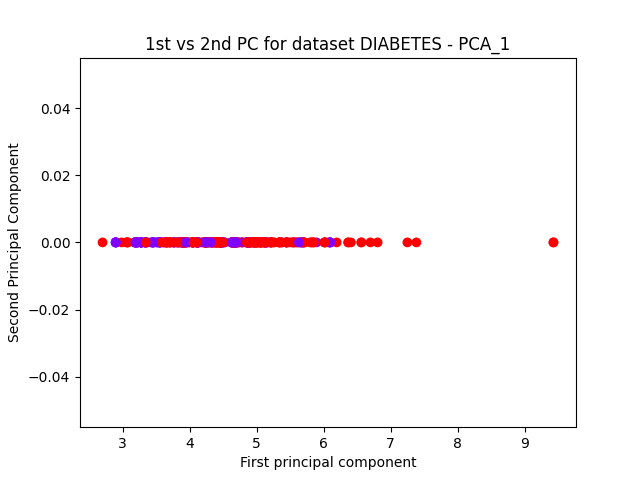 1st vs 2nd PC for dataset DIABETES - PCA_1
0.04
0.02
0.00
−0.02
−0.04
Second Principal Component
3 4 5 6 7 8 9
First principal component